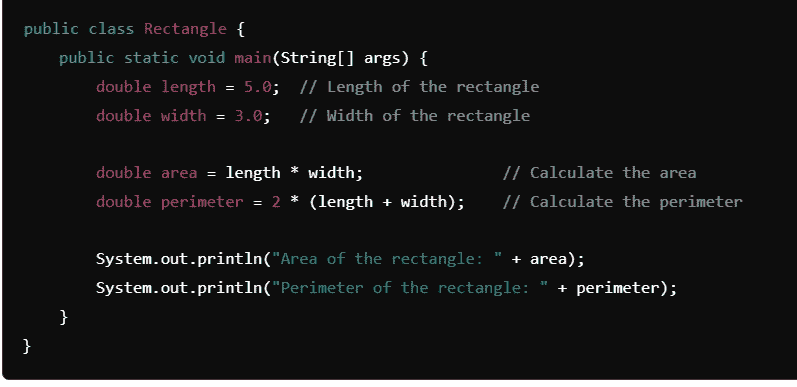 public class Rectangle {
    public static void main(String[] args) {
        double length = 5.0;  // Length of the rectangle
        double width = 3.0;   // Width of the rectangle

        double area = length * width;               // Calculate the area
        double perimeter = 2 * (length + width);    // Calculate the perimeter

        System.out.println("Area of the rectangle: " + area);
        System.out.println("Perimeter of the rectangle: " + perimeter);
    }
}